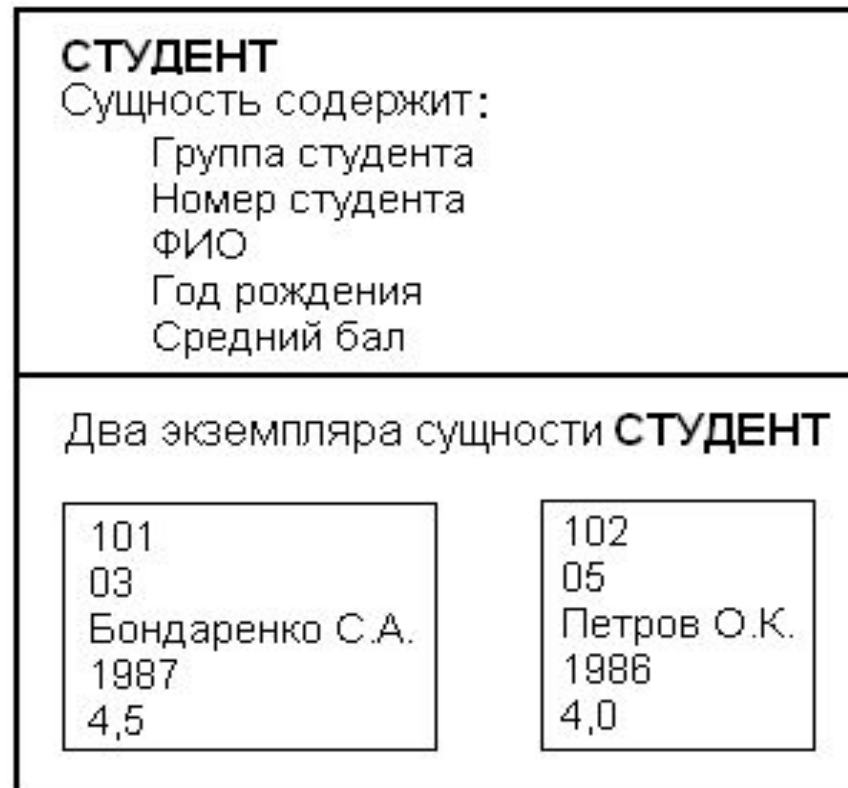 СТУДЕНТ
Сущность содержит:
Группа студента
Номер студента
ФИО
Год рождения
Средний бал
Два экземпляра сущности СТУДЕНТ
101
03
Бондаренко С.А.
1987
4,5
102
05
Петров О.К.
1986
4,0